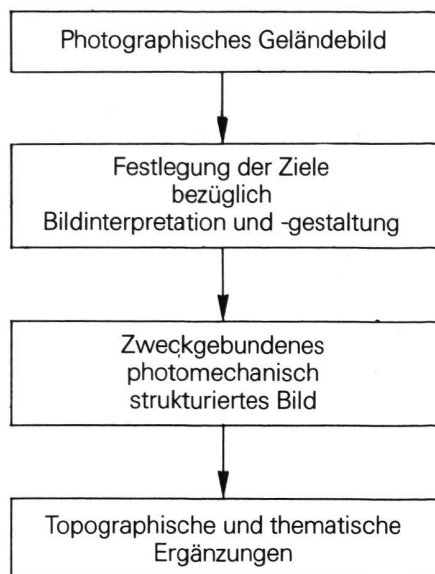 Photographisches Geländebild
Festlegung der Ziele
bezüglich
Bildinterpretation und -gestaltung
Zweckgebundenes
photomechanisch
strukturiertes Bild
Topographische und thematische
Ergänzungen